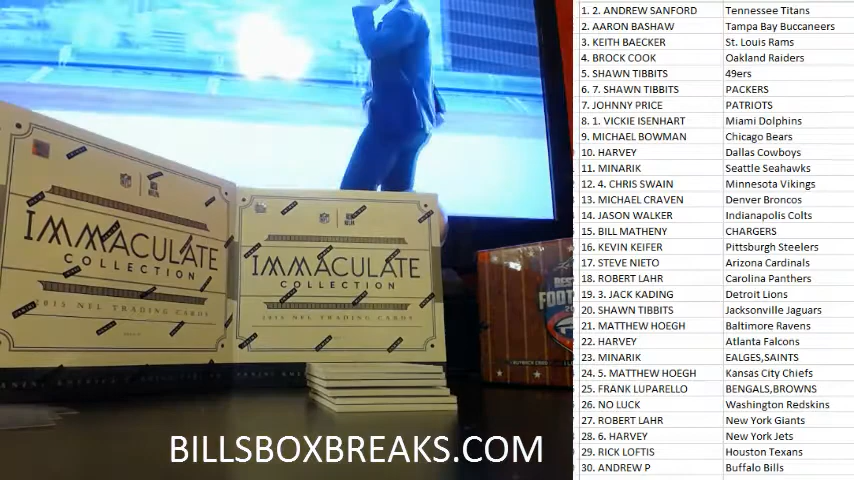 IMMACULATE
COLLECTION
2015 NFL TRADING CARDS
IMMACULATE
COLLECTION
2015 NFL TRADING CARDS
BILLSBOXBREAKS.COM
1. 2. ANDREW SANFORD Tennessee Titans
2. AARON BASHAW Tampa Bay Buccaneers
3. KEITH BAECKER St. Louis Rams
4. BROCK COOK Oakland Raiders
5. SHAWN TIBBITS 49ers
6. 7. SHAWN TIBBITS PACKERS
7. JOHNNY PRICE PATRIOTS
8. 1. VICKIE ISENHART Miami Dolphins
9. MICHAEL BOWMAN Chicago Bears
10. HARVEY Dallas Cowboys
11. MINARIK Seattle Seahawks
12. 4. CHRIS SWAIN Minnesota Vikings
13. MICHAEL CRAVEN Denver Broncos
14. JASON WALKER Indianapolis Colts
15. BILL MATHENY CHARGERS
16. KEVIN KEIFER Pittsburgh Steelers
17. STEVE NIETO Arizona Cardinals
18. ROBERT LAHR Carolina Panthers
19. 3. JACK KADING Detroit Lions
20. SHAWN TIBBITS Jacksonville Jaguars
21. MATTHEW HOEGH Baltimore Ravens
22. HARVEY Atlanta Falcons
23. MINARIK EALGES,SAINTS
24. 5. MATTHEW HOEGH Kansas City Chiefs
25. FRANK LUPARELLO BENGALS,BROWNS
26. NO LUCK Washington Redskins
27. ROBERT LAHR New York Giants
28. 6. HARVEY New York Jets
29. RICK LOFTIS Houston Texans
30. ANDREW P Buffalo Bills